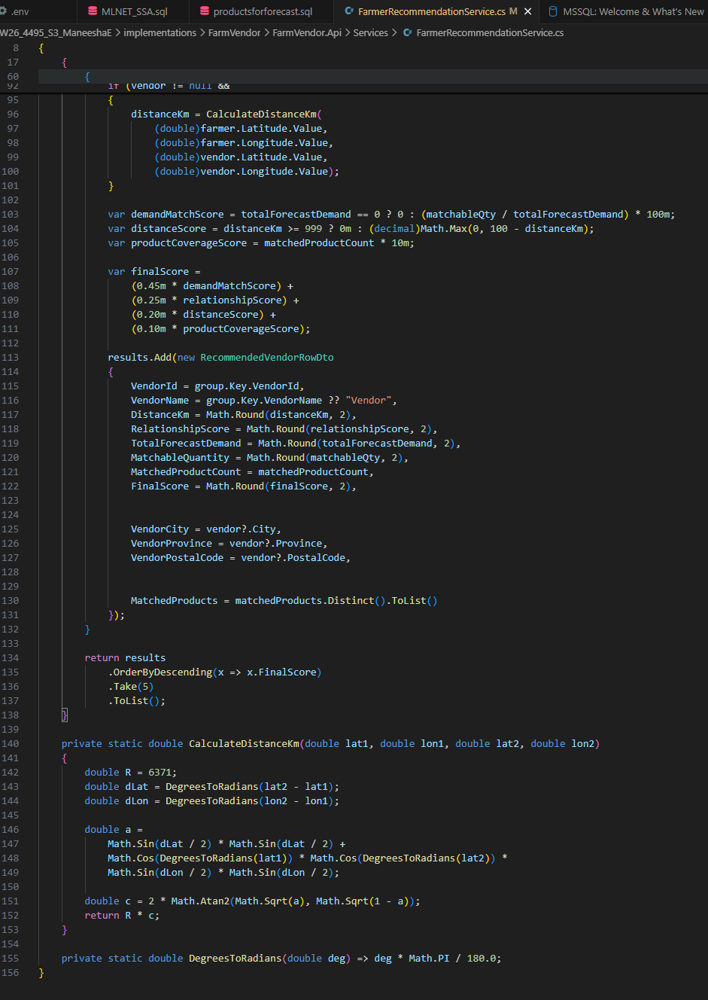 .env
MLNET_SSA.sql
productsforforecast.sql
C# FarmerRecommendationService.cs M
MSSQL: Welcome & What's New
W26_4495_S3_ManeeshaE > implementations > FarmVendor > FarmVendor.Api > Services > C# FarmerRecommendationService.cs
8 {
17 {
60 {
92 if (vendor != null &&
95 {
96 distanceKm = CalculateDistanceKm(
97 (double)farmer.Latitude.Value,
98 (double)farmer.Longitude.Value,
99 (double)vendor.Latitude.Value,
100 (double)vendor.Longitude.Value);
101 }
102
103 var demandMatchScore = totalForecastDemand == 0 ? 0 : (matchableQty / totalForecastDemand) * 100m;
104 var distanceScore = distanceKm >= 999 ? 0m : (decimal)Math.Max(0, 100 - distanceKm);
105 var productCoverageScore = matchedProductCount * 10m;
106
107 var finalScore =
108 (0.45m * demandMatchScore) +
109 (0.25m * relationshipScore) +
110 (0.20m * distanceScore) +
111 (0.10m * productCoverageScore);
112
113 results.Add(new RecommendedVendorRowDto
114 {
115 VendorId = group.Key.VendorId,
116 VendorName = group.Key.VendorName ?? "Vendor",
117 DistanceKm = Math.Round(distanceKm, 2),
118 RelationshipScore = Math.Round(relationshipScore, 2),
119 TotalForecastDemand = Math.Round(totalForecastDemand, 2),
120 MatchableQuantity = Math.Round(matchableQty, 2),
121 MatchedProductCount = matchedProductCount,
122 FinalScore = Math.Round(finalScore, 2),
123
124
125 VendorCity = vendor?.City,
126 VendorProvince = vendor?.Province,
127 VendorPostalCode = vendor?.PostalCode,
128
129
130 MatchedProducts = matchedProducts.Distinct().ToList()
131 });
132 }
133
134 return results
135 .OrderByDescending(x => x.FinalScore)
136 .Take(5)
137 .ToList();
138 }
139
140 private static double CalculateDistanceKm(double lat1, double lon1, double lat2, double lon2)
141 {
142 double R = 6371;
143 double dLat = DegreesToRadians(lat2 - lat1);
144 double dLon = DegreesToRadians(lon2 - lon1);
145
146 double a =
147 Math.Sin(dLat / 2) * Math.Sin(dLat / 2) +
148 Math.Cos(DegreesToRadians(lat1)) * Math.Cos(DegreesToRadians(lat2)) *
149 Math.Sin(dLon / 2) * Math.Sin(dLon / 2);
150
151 double c = 2 * Math.Atan2(Math.Sqrt(a), Math.Sqrt(1 - a));
152 return R * c;
153 }
154
155 private static double DegreesToRadians(double deg) => deg * Math.PI / 180.0;
156 }